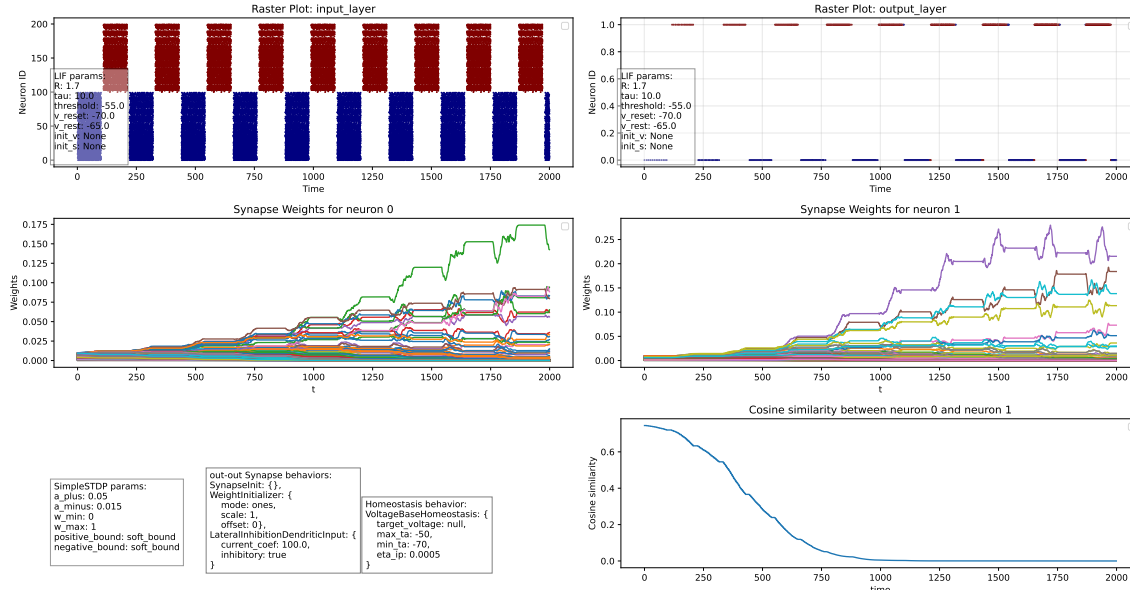 Raster Plot: input_layer
200
150
100
50
0
Neuron ID
LIF params:
R: 1.7
tau: 10.0
threshold: -55.0
v_reset: -70.0
v_rest: -65.0
init_v: None
init_s: None
0 250 500 750 1000 1250 1500 1750 2000
Time
Raster Plot: output_layer
1.0
0.8
0.6
0.4
0.2
0.0
Neuron ID
LIF params:
R: 1.7
tau: 10.0
threshold: -55.0
v_reset: -70.0
v_rest: -65.0
init_v: None
init_s: None
0 250 500 750 1000 1250 1500 1750 2000
Time
Synapse Weights for neuron 0
0.175
0.150
0.125
0.100
0.075
0.050
0.025
0.000
Weights
0 250 500 750 1000 1250 1500 1750 2000
t
Synapse Weights for neuron 1
0.25
0.20
0.15
0.10
0.05
0.00
Weights
0 250 500 750 1000 1250 1500 1750 2000
t
SimpleSTDP params:
a_plus: 0.05
a_minus: 0.015
w_min: 0
w_max: 1
positive_bound: soft_bound
negative_bound: soft_bound
out-out Synapse behaviors:
SynapseInit: {},
WeightInitializer: {
mode: ones,
scale: 1,
offset: 0},
LateralInhibitionDendriticInput: {
current_coef: 100.0,
inhibitory: true
}
Homeostasis behavior:
VoltageBaseHomeostasis: {
target_voltage: null,
max_ta: -50,
min_ta: -70,
eta_ip: 0.0005
}
Cosine similarity between neuron 0 and neuron 1
0.6
0.4
0.2
0.0
Cosine similarity
0 250 500 750 1000 1250 1500 1750 2000
time